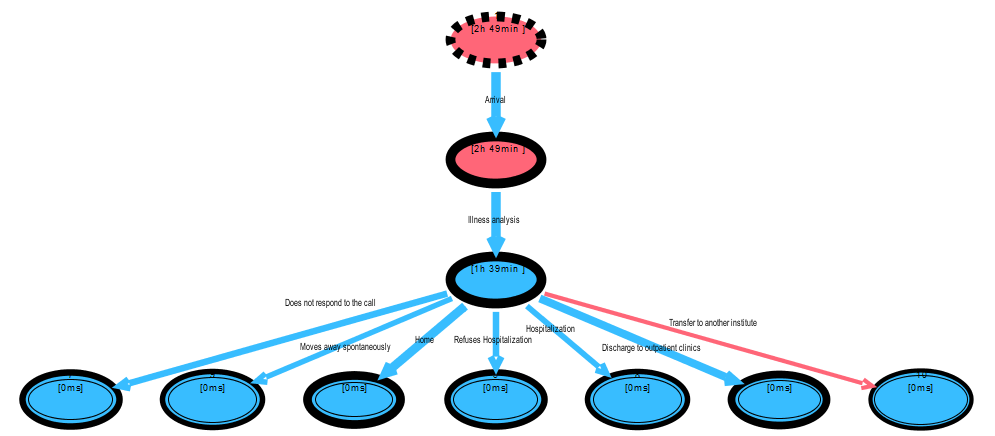 [2h 49min ]
Arrival
[2h 49min ]
Illness analysis
[1h 39min ]
Does not respond to the call
Transfer to another institute
Hospitalization
Home
Refuses Hospitalization
Moves away spontaneously
Discharge to outpatient clinics
[0ms]
[0ms]
[0ms]
[0ms]
[0ms]
[0ms]
[0ms]